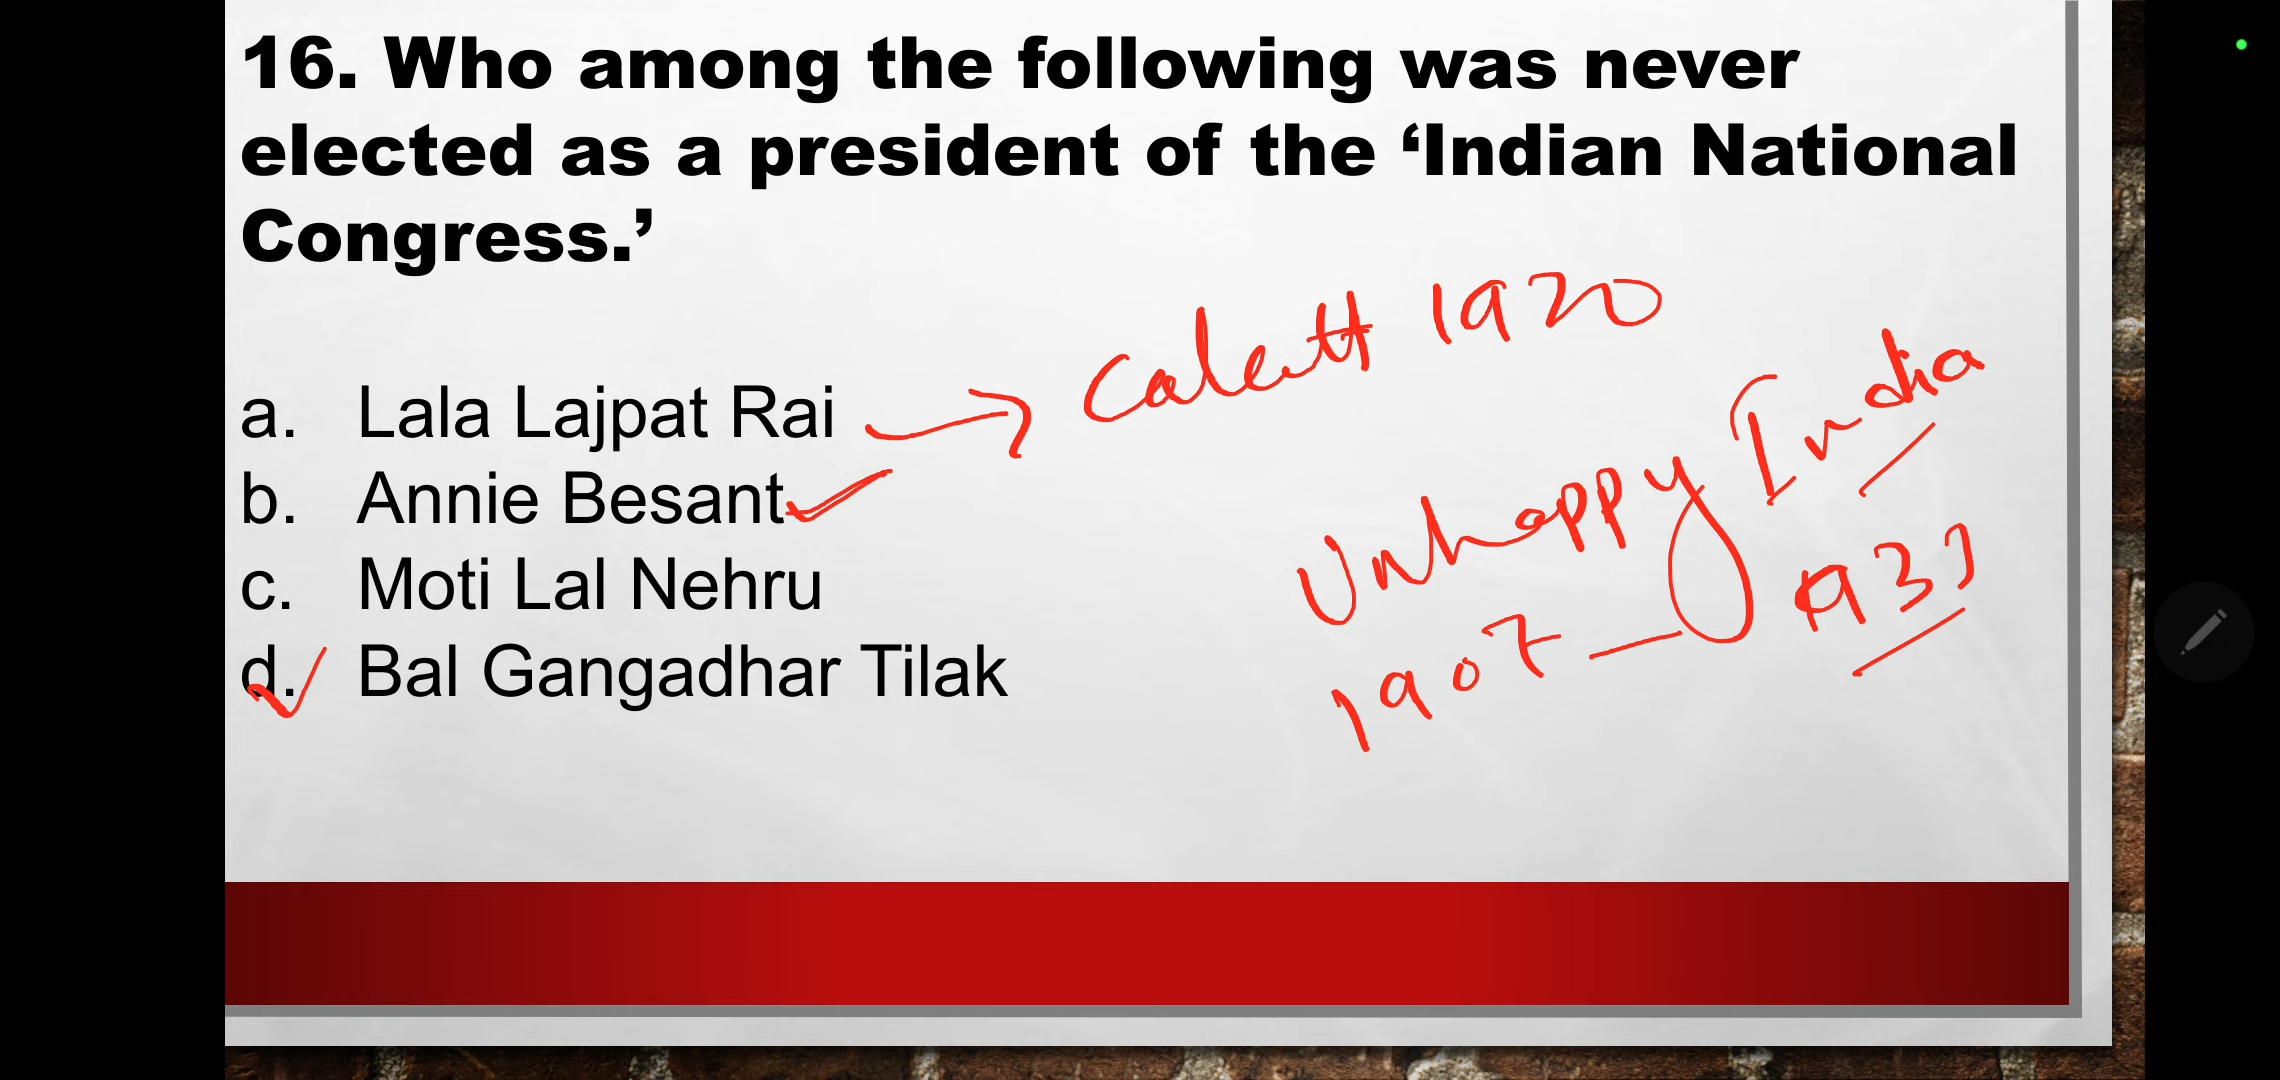 16. Who among the following was never
elected as a president of the ‘Indian National
Congress.’
Calcutt 1920
a. Lala Lajpat Rai
b. Annie Besant
c. Moti Lal Nehru
d. Bal Gangadhar Tilak
Unhappy India
1907 — 1933